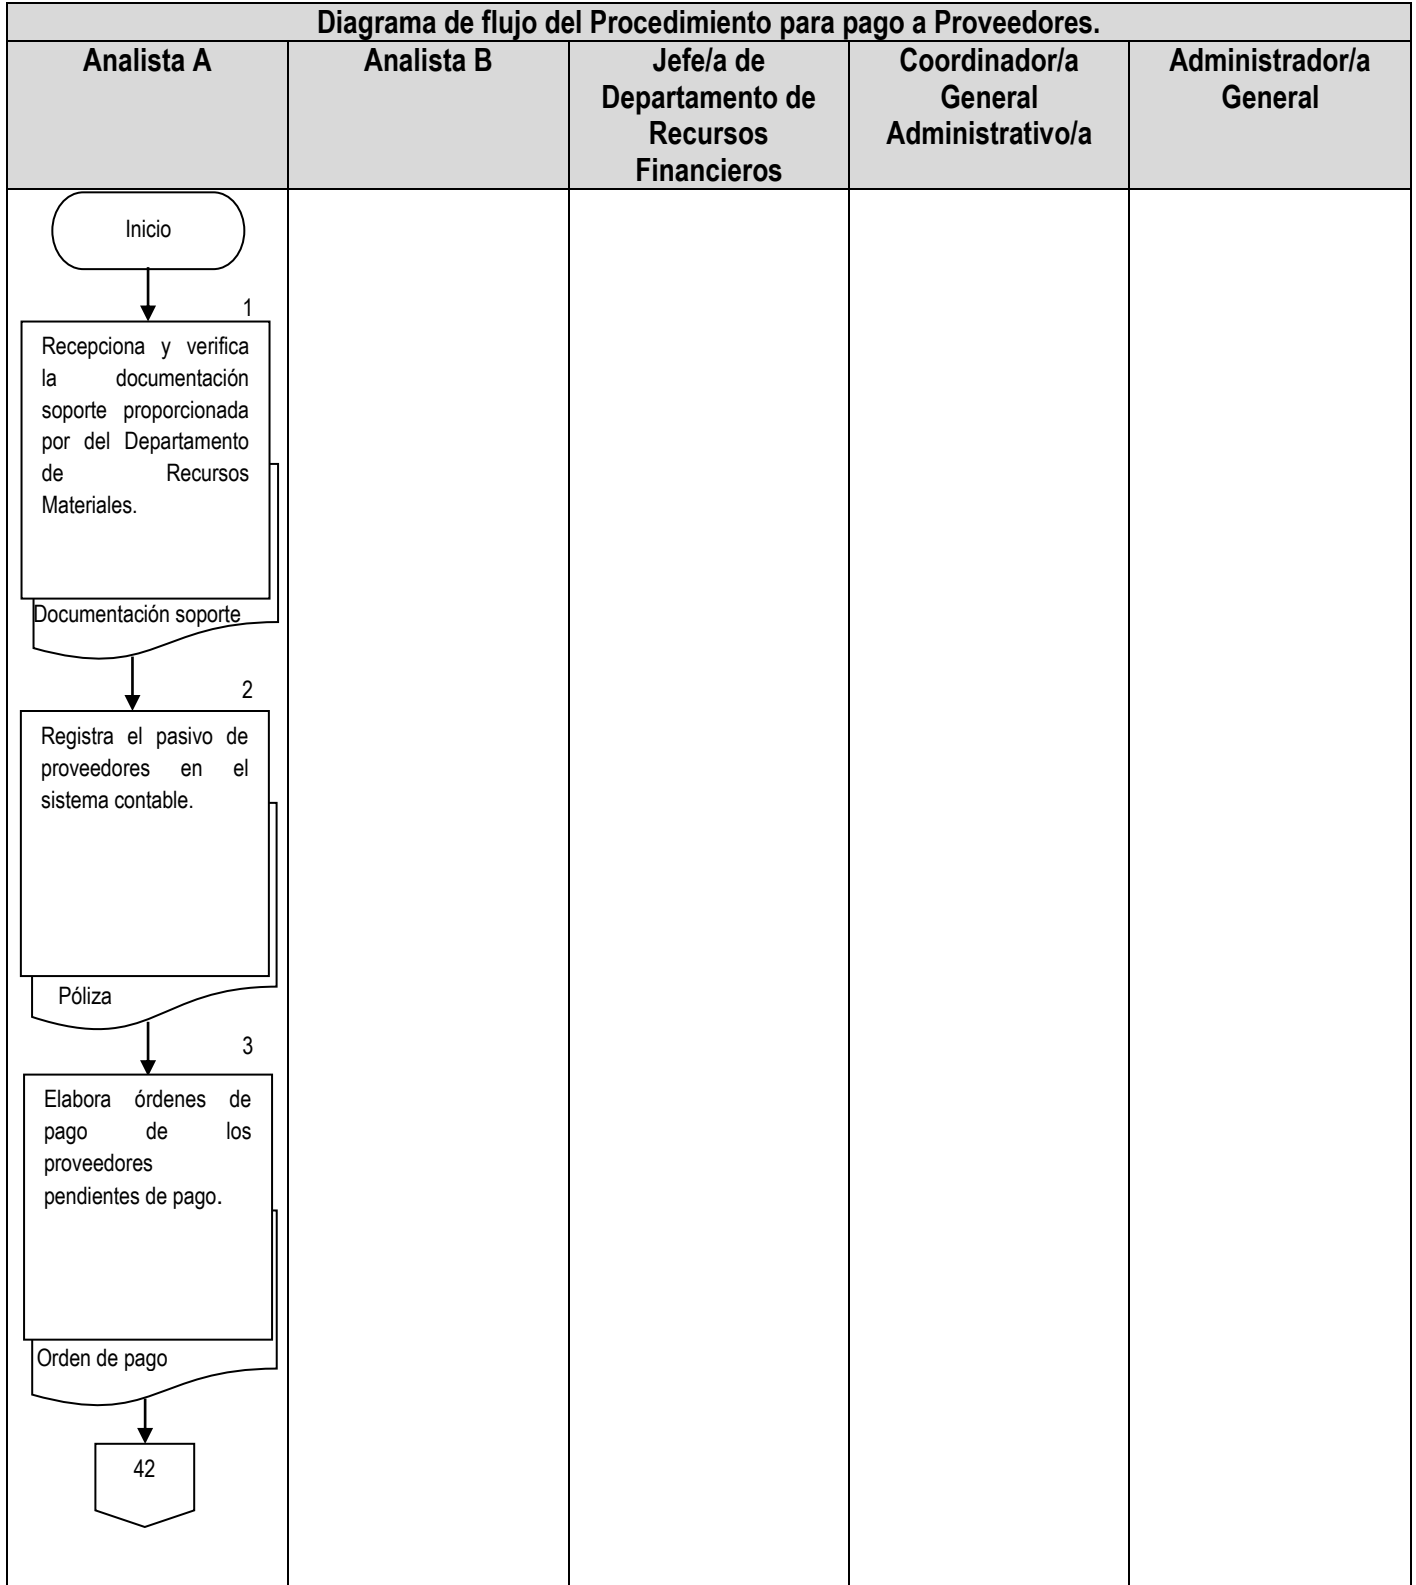 Diagrama de flujo del Procedimiento para pago a Proveedores.
Analista A
Analista B
Jefe/a de
Departamento de
Recursos
Financieros
Coordinador/a
General
Administrativo/a
Administrador/a
General
Inicio
1
Recepciona y verifica
la documentación
soporte proporcionada
por del Departamento
de Recursos
Materiales.
Documentación soporte
2
Registra el pasivo de
proveedores en el
sistema contable.
Póliza
3
Elabora órdenes de
pago de los
proveedores
pendientes de pago.
Orden de pago
42